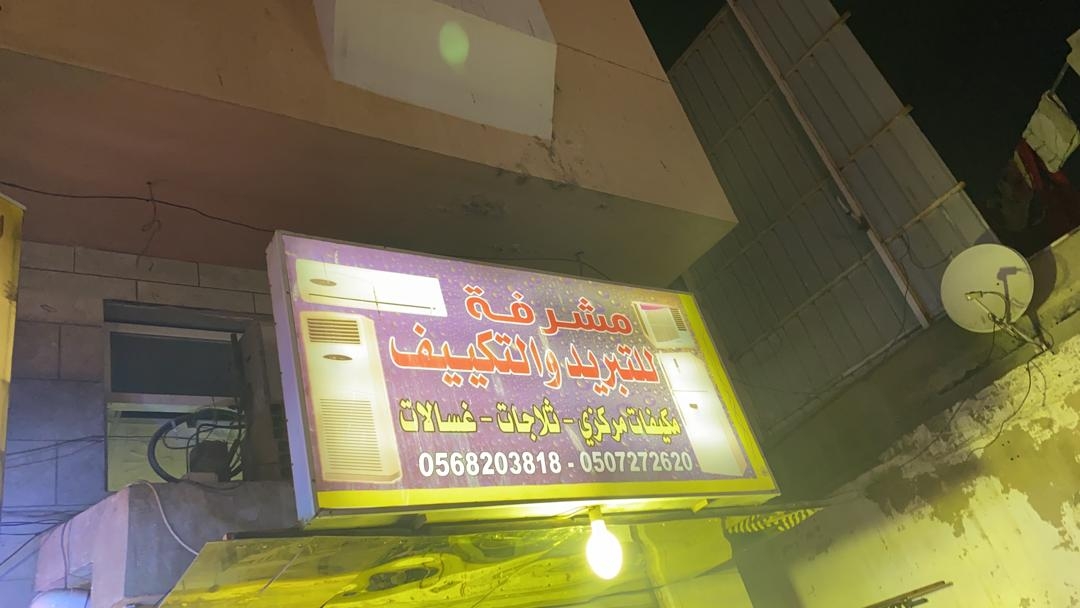 مشرفة
للتبريد والتكييف
مكيفات مركزي - ثلاجات - غسالات
0568203818 - 0507272620